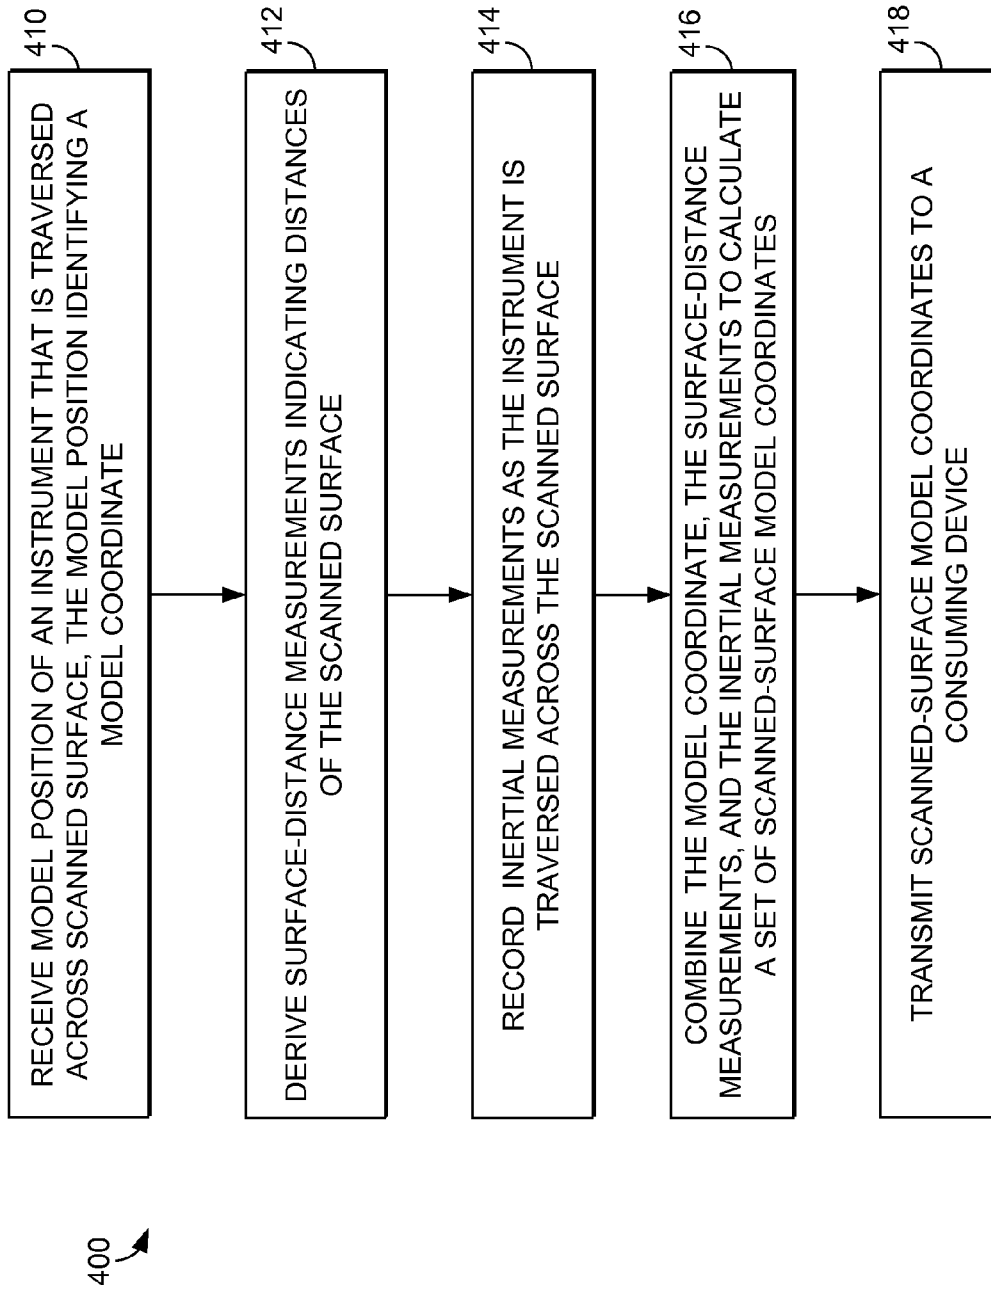 400
410
RECEIVE MODEL POSITION OF AN INSTRUMENT THAT IS TRAVERSED
ACROSS SCANNED SURFACE, THE MODEL POSITION IDENTIFYING A
MODEL COORDINATE
412
DERIVE SURFACE-DISTANCE MEASUREMENTS INDICATING DISTANCES
OF THE SCANNED SURFACE
414
RECORD INERTIAL MEASUREMENTS AS THE INSTRUMENT IS
TRAVERSED ACROSS THE SCANNED SURFACE
416
COMBINE THE MODEL COORDINATE, THE SURFACE-DISTANCE
MEASUREMENTS, AND THE INERTIAL MEASUREMENTS TO CALCULATE
A SET OF SCANNED-SURFACE MODEL COORDINATES
418
TRANSMIT SCANNED-SURFACE MODEL COORDINATES TO A
CONSUMING DEVICE